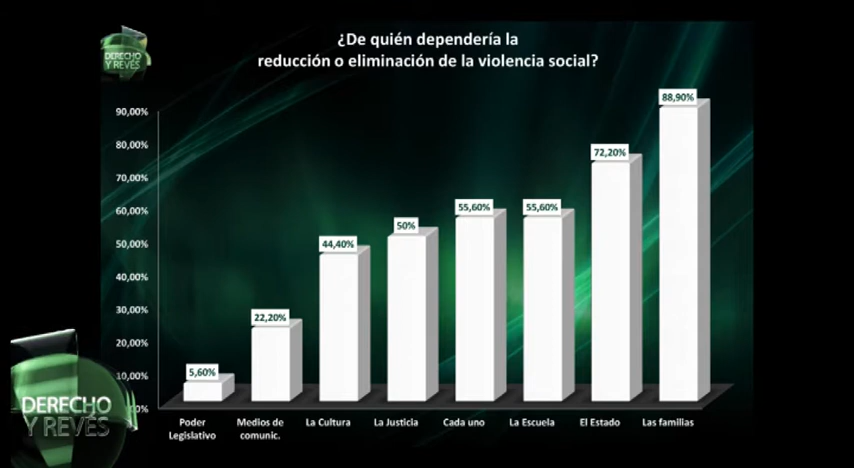 DERECHO
Y REVÉS
¿De quién dependería la
reducción o eliminación de la violencia social?
90,00%
80,00%
70,00%
60,00%
50,00%
40,00%
30,00%
20,00%
10,00%
5,60%
22,20%
44,40%
50%
55,60%
55,60%
72,20%
88,90%
Poder
Legislativo
Medios de
comunic.
La Cultura
La Justicia
Cada uno
La Escuela
El Estado
Las familias
DERECHO
Y REVÉS